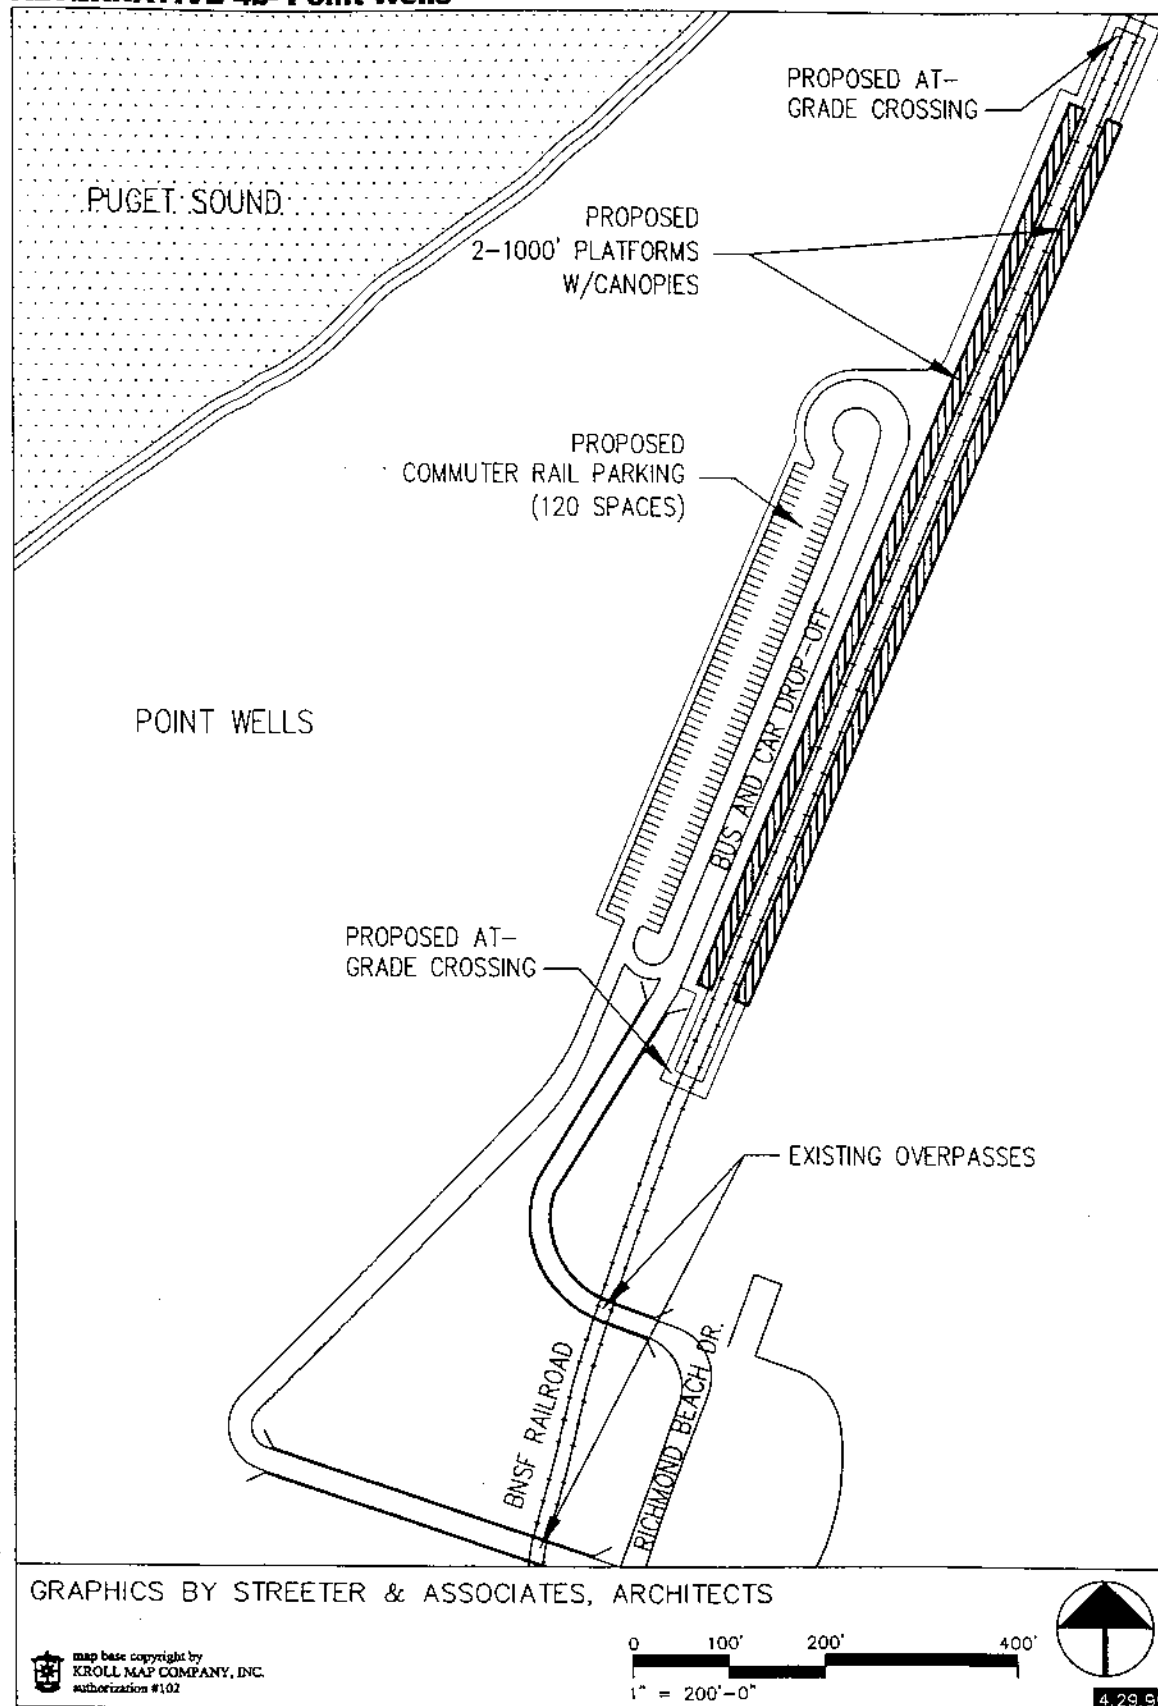 PROPOSED AT-
GRADE CROSSING
PUGET SOUND
PROPOSED
2-1000' PLATFORMS
W/CANOPIES
PROPOSED
COMMUTER RAIL PARKING
(120 SPACES)
BUS AND CAR DROP-OFF
POINT WELLS
PROPOSED AT-
GRADE CROSSING
EXISTING OVERPASSES
BNSF RAILROAD
RICHMOND BEACH DR.
GRAPHICS BY STREETER & ASSOCIATES, ARCHITECTS
map base copyright by
KROLL MAP COMPANY, INC.
authorization #102
0 100' 200' 400'
1" = 200'-0"